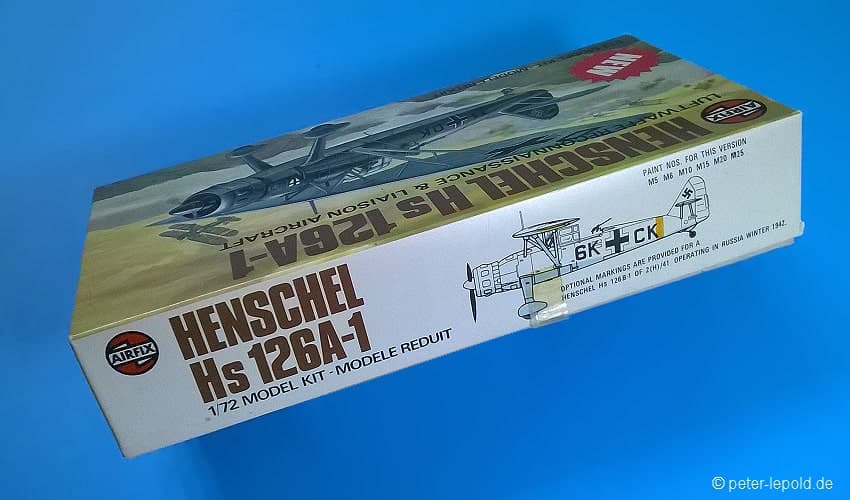 NEW
AIRFIX
LUFTWAFFE RECONNAISSANCE & LIAISON AIRCRAFT
HENSCHEL Hs 126A-1
PAINT NOS. FOR THIS VERSION
M5 M6 M10 M15 M20 M25
6K CK
OPTIONAL MARKINGS ARE PROVIDED FOR A
HENSCHEL Hs 126B-1 OF 2(H)/41 OPERATING IN RUSSIA WINTER 1942.
AIRFIX
HENSCHEL
Hs 126A-1
1/72 MODEL KIT - MODELE REDUIT
© peter-lepold.de